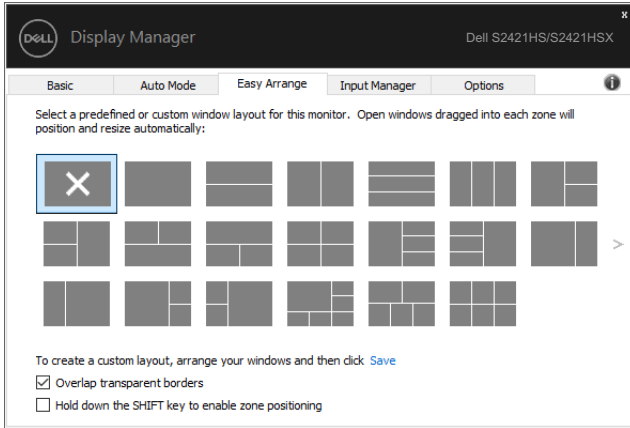 x
DELL Display Manager Dell S2421HS/S2421HSX
Basic Auto Mode Easy Arrange Input Manager Options
Select a predefined or custom window layout for this monitor. Open windows dragged into each zone will
position and resize automatically:
>
To create a custom layout, arrange your windows and then click Save
Overlap transparent borders
Hold down the SHIFT key to enable zone positioning